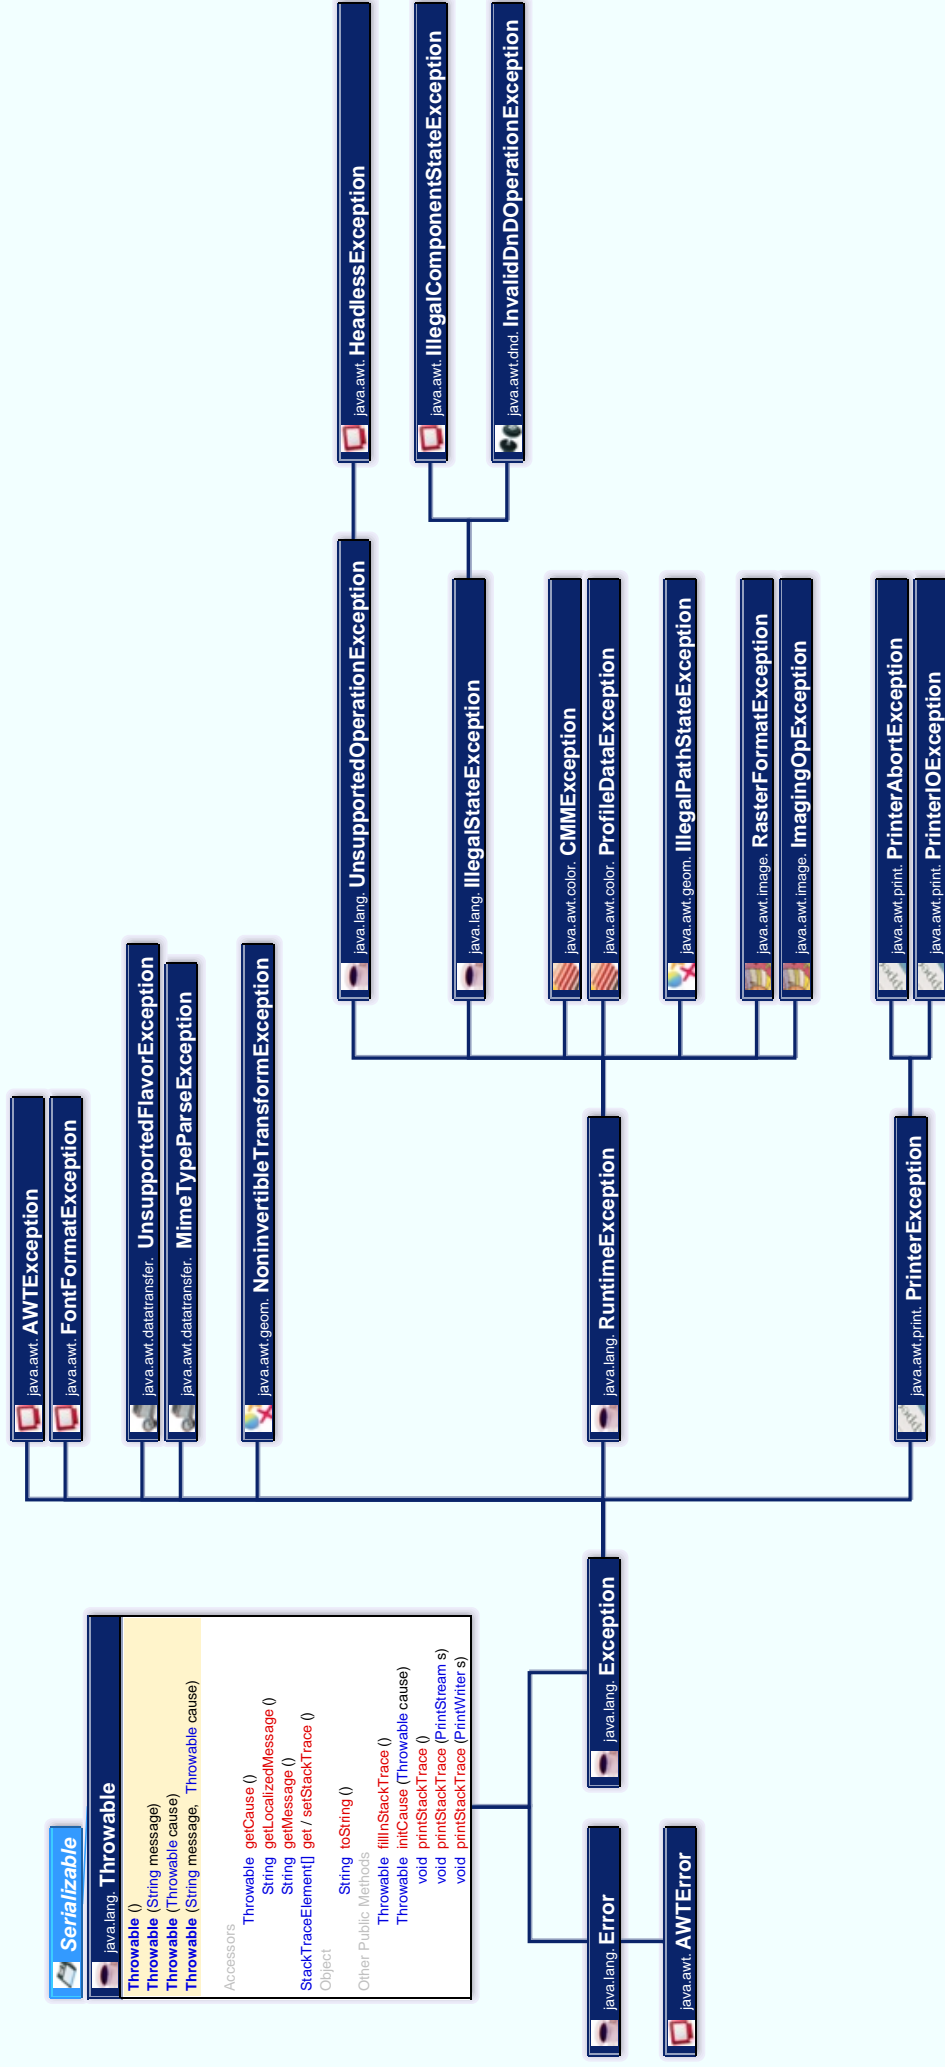 Serializable
java.lang. Throwable
Throwable ()
Throwable (String message)
Throwable (Throwable cause)
Throwable (String message, Throwable cause)
Accessors
Throwable getCause ()
String getLocalizedMessage ()
String getMessage ()
StackTraceElement[] get / setStackTrace ()
Object
String toString ()
Other Public Methods
Throwable fillInStackTrace ()
Throwable initCause (Throwable cause)
void printStackTrace ()
void printStackTrace (PrintStream s)
void printStackTrace (PrintWriter s)
java.lang. Error
java.awt. AWTError
java.lang. Exception
java.awt. AWTException
java.awt. FontFormatException
java.awt.datatransfer. UnsupportedFlavorException
java.awt.datatransfer. MimeTypeParseException
java.awt.geom. NoninvertibleTransformException
java.lang. RuntimeException
java.awt.print. PrinterException
java.lang. UnsupportedOperationException
java.lang. IllegalStateException
java.awt.color. CMMException
java.awt.color. ProfileDataException
java.awt.geom. IllegalPathStateException
java.awt.image. RasterFormatException
java.awt.image. ImagingOpException
java.awt.print. PrinterAbortException
java.awt.print. PrinterIOException
java.awt. HeadlessException
java.awt. IllegalComponentStateException
java.awt.dnd. InvalidDnDOperationException